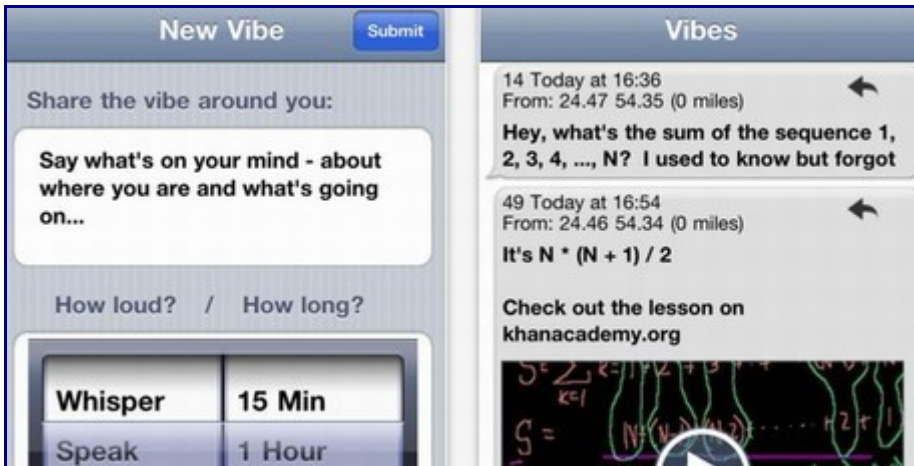 New Vibe
Submit
Share the vibe around you:
Say what's on your mind - about
where you are and what's going
on...
How loud? / How long?
Whisper
15 Min
Speak
1 Hour
Vibes
14 Today at 16:36
From: 24.47 54.35 (0 miles)
Hey, what's the sum of the sequence 1,
2, 3, 4, ..., N? I used to know but forgot
49 Today at 16:54
From: 24.46 54.34 (0 miles)
It's N * (N + 1) / 2
Check out the lesson on
khanacademy.org